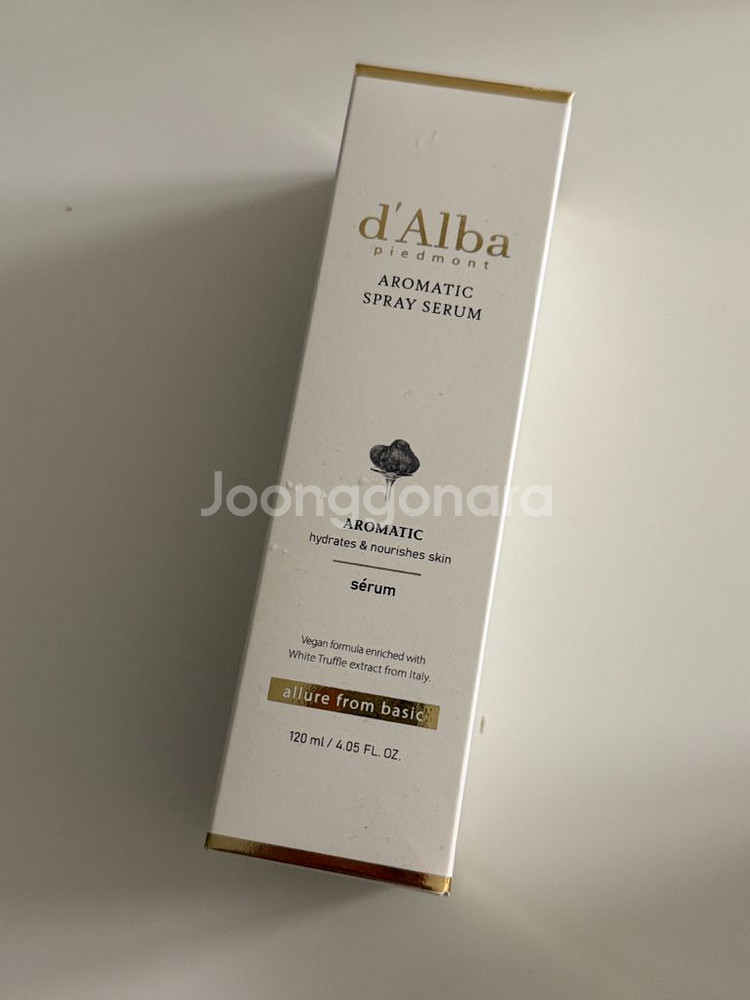 d'Alba
piedmont
AROMATIC
SPRAY SERUM
Joonggonara
AROMATIC
hydrates & nourishes skin
sérum
Vegan formula enriched with
White Truffle extract from Italy.
allure from basic
120 ml / 4.05 FL. OZ.